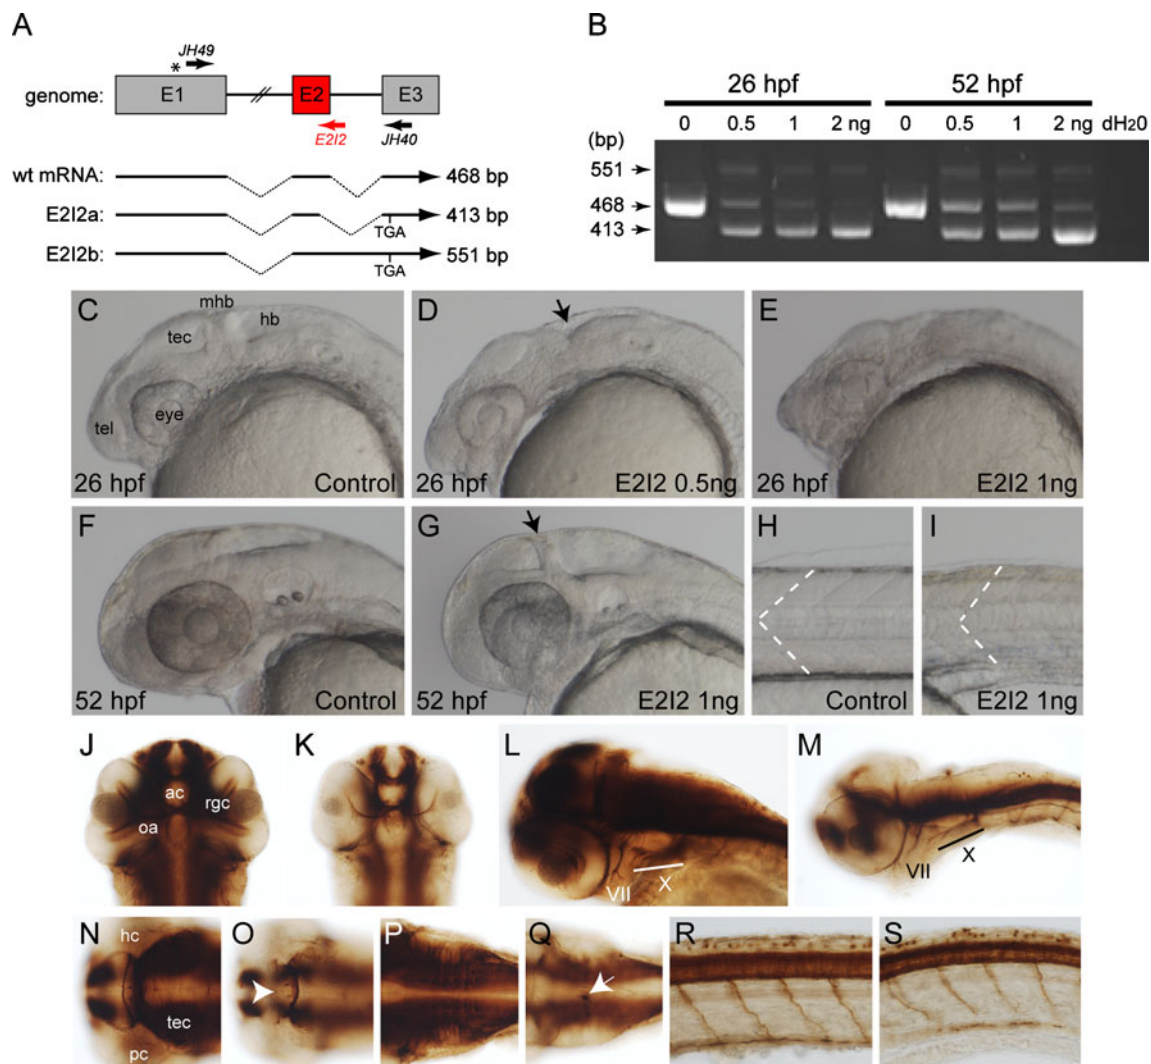 A
JH49
*
genome:
E1
E2
E3
E2I2
JH40
wt mRNA:
468 bp
E2I2a:
413 bp
TGA
E2I2b:
551 bp
TGA
B
26 hpf
52 hpf
0
0.5
1
2 ng
0
0.5
1
2 ng
dH20
(bp)
551
468
413
C
mhb
hb
tec
eye
tel
26 hpf
Control
D
26 hpf
E2I2 0.5ng
E
26 hpf
E2I2 1ng
F
52 hpf
Control
G
52 hpf
E2I2 1ng
H
Control
I
E2I2 1ng
J
ac
rgc
oa
K
L
VII
X
M
VII
X
N
hc
tec
pc
O
P
Q
R
S